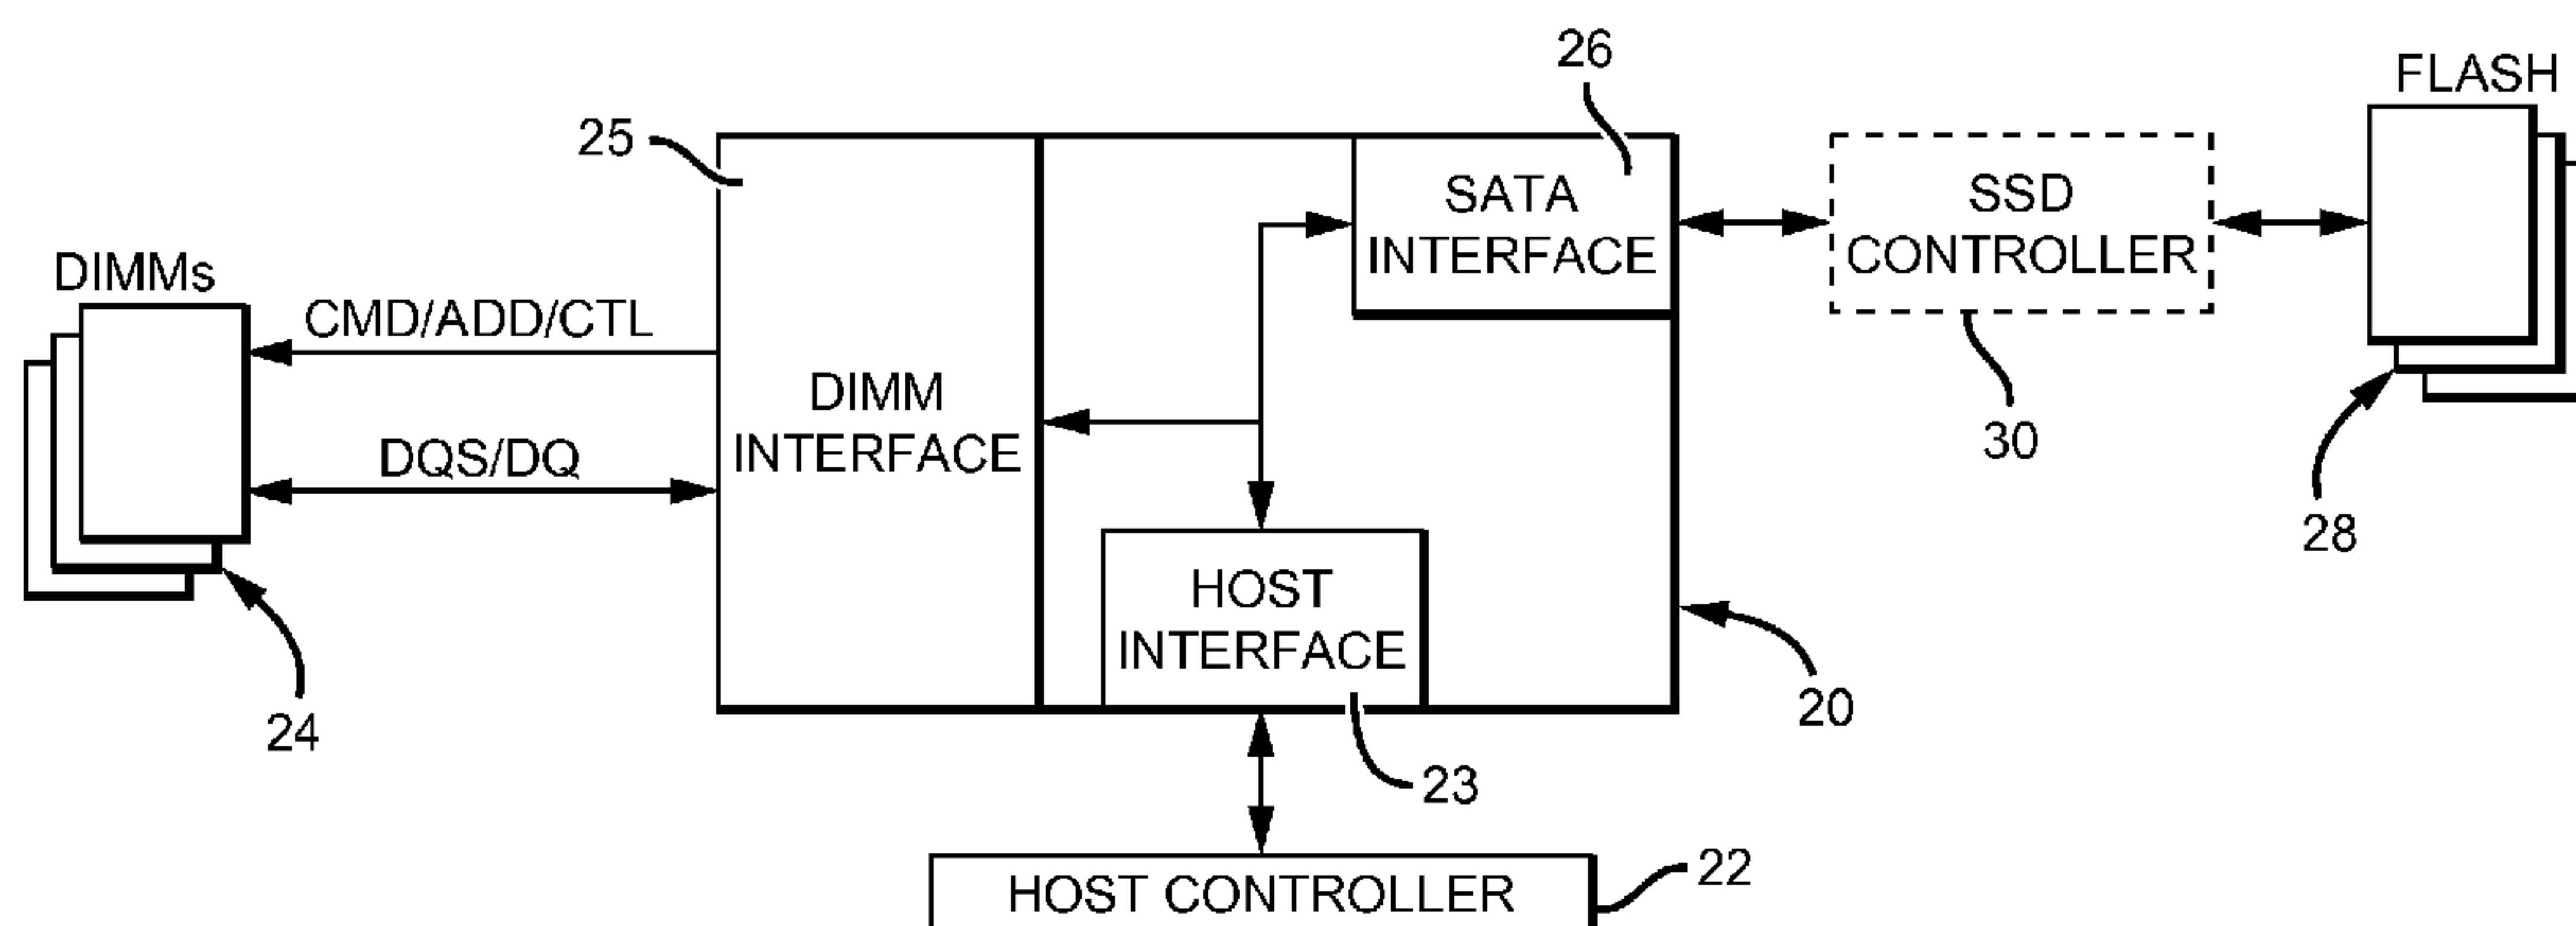 26
FLASH
25
SATA
INTERFACE
SSD
CONTROLLER
DIMMs
CMD/ADD/CTL
DIMM
INTERFACE
DQS/DQ
30
28
HOST
INTERFACE
20
24
23
HOST CONTROLLER
22